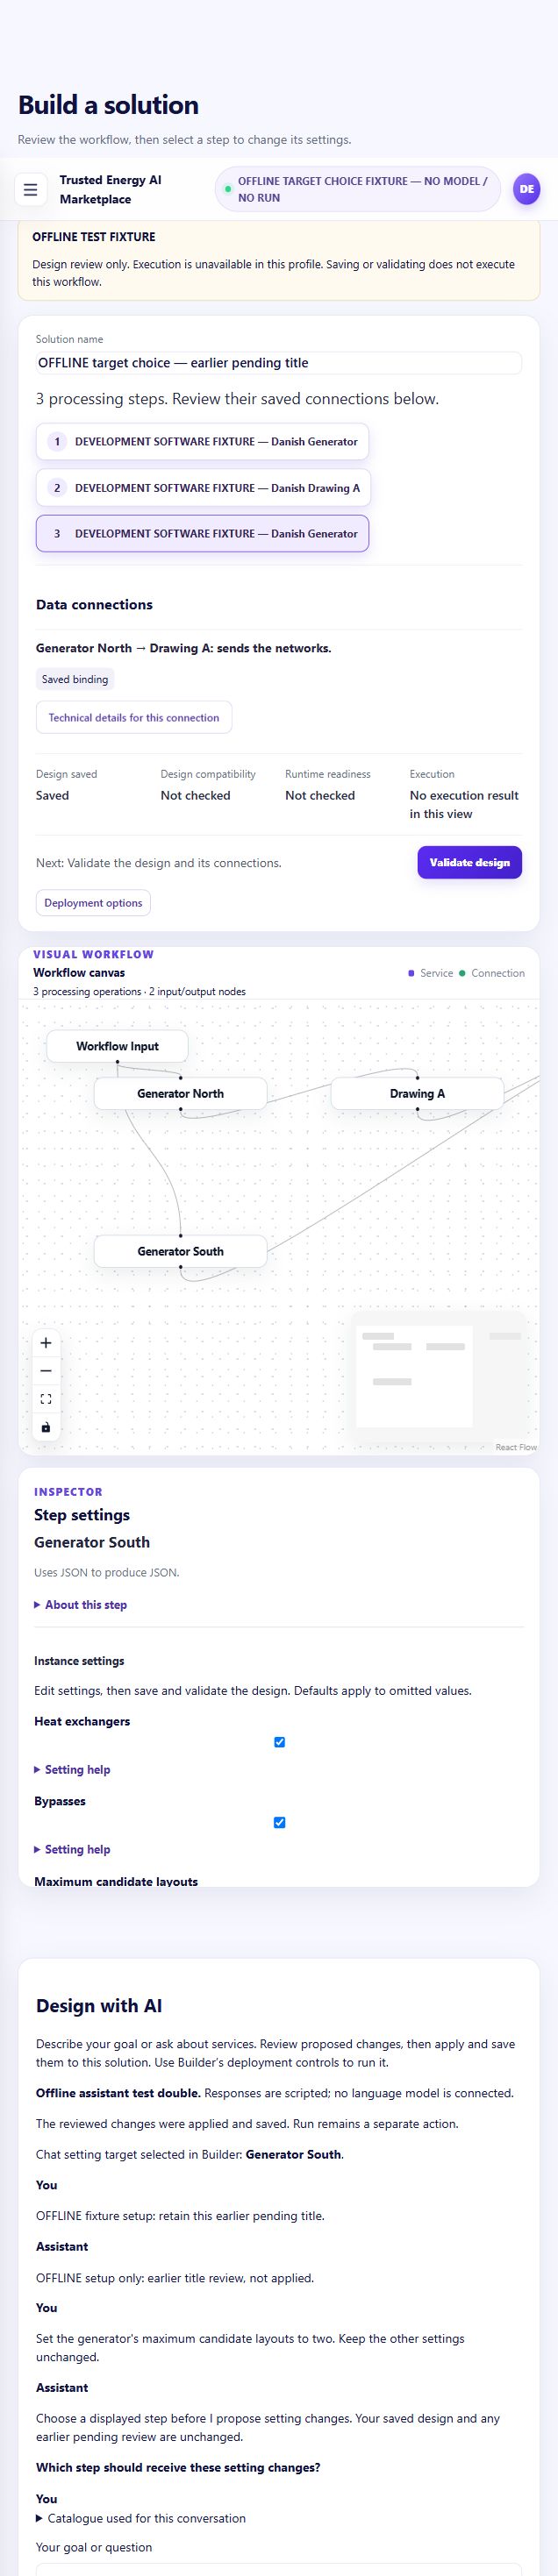 Build a solution
Review the workflow, then select a step to change its settings.
Trusted Energy AI
Marketplace
OFFLINE TARGET CHOICE FIXTURE — NO MODEL /
NO RUN
DE
OFFLINE TEST FIXTURE
Design review only. Execution is unavailable in this profile. Saving or validating does not execute
this workflow.
Solution name
OFFLINE target choice — earlier pending title
3 processing steps. Review their saved connections below.
1 DEVELOPMENT SOFTWARE FIXTURE — Danish Generator
2 DEVELOPMENT SOFTWARE FIXTURE — Danish Drawing A
3 DEVELOPMENT SOFTWARE FIXTURE — Danish Generator
Data connections
Generator North → Drawing A: sends the networks.
Saved binding
Technical details for this connection
Design saved
Saved
Design compatibility
Not checked
Runtime readiness
Not checked
Execution
No execution result
in this view
Next: Validate the design and its connections.
Validate design
Deployment options
VISUAL WORKFLOW
Workflow canvas
3 processing operations · 2 input/output nodes
Service
Connection
Workflow Input
Generator North
Drawing A
Generator South
React Flow
INSPECTOR
Step settings
Generator South
Uses JSON to produce JSON.
About this step
Instance settings
Edit settings, then save and validate the design. Defaults apply to omitted values.
Heat exchangers
Setting help
Bypasses
Setting help
Maximum candidate layouts
Design with AI
Describe your goal or ask about services. Review proposed changes, then apply and save
them to this solution. Use Builder's deployment controls to run it.
Offline assistant test double. Responses are scripted; no language model is connected.
The reviewed changes were applied and saved. Run remains a separate action.
Chat setting target selected in Builder: Generator South.
You
OFFLINE fixture setup: retain this earlier pending title.
Assistant
OFFLINE setup only: earlier title review, not applied.
You
Set the generator's maximum candidate layouts to two. Keep the other settings
unchanged.
Assistant
Choose a displayed step before I propose setting changes. Your saved design and any
earlier pending review are unchanged.
Which step should receive these setting changes?
You
Catalogue used for this conversation
Your goal or question